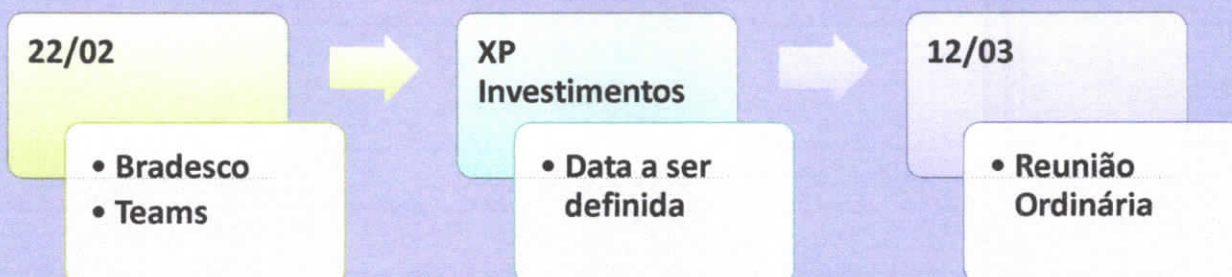 22/02
• Bradesco
• Teams
XP
Investimentos
• Data a ser
definida
12/03
• Reunião
Ordinária